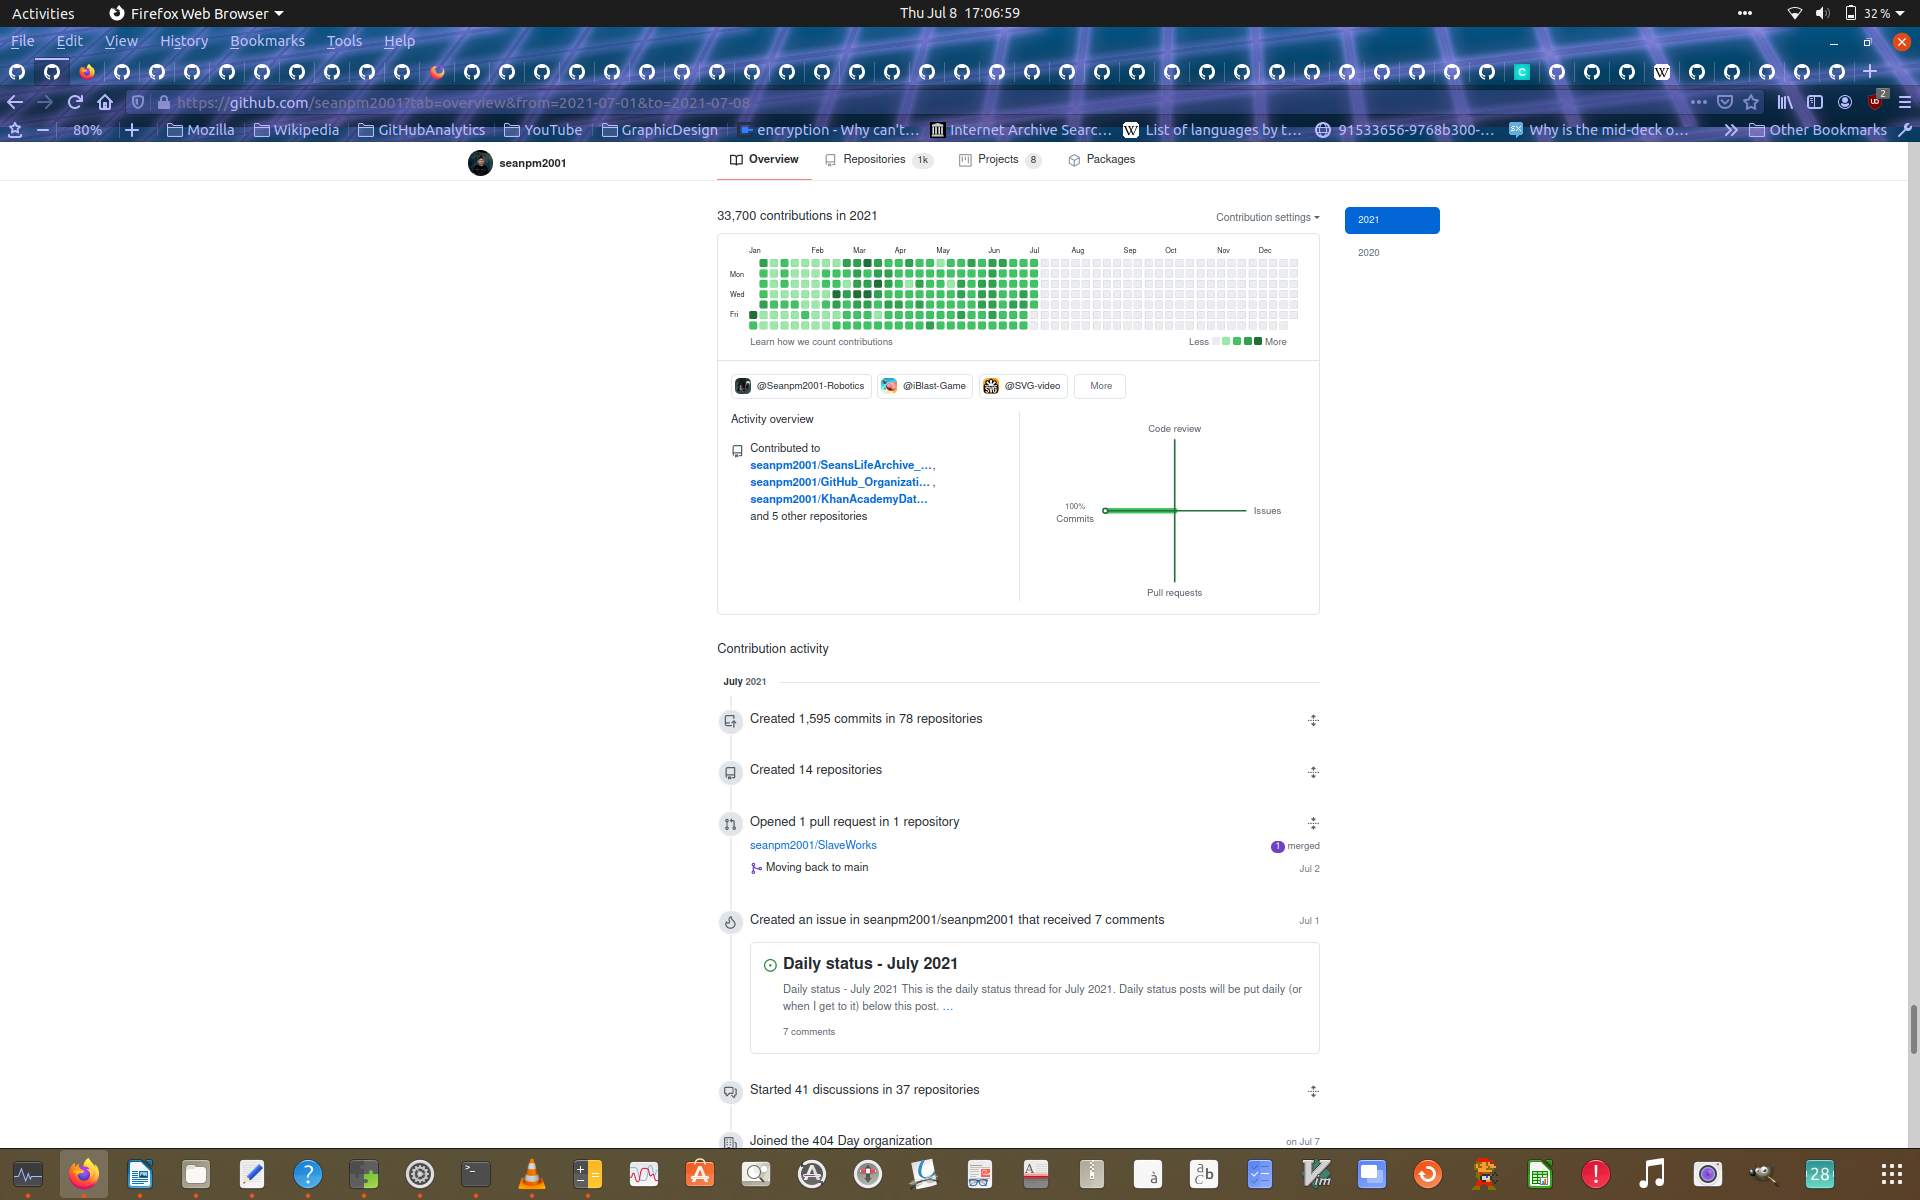 Activities
Firefox Web Browser
Thu Jul 8 17:06:59
32 %
File Edit View History Bookmarks Tools Help
https://github.com/seanpm2001?tab=overview&from=2021-07-01&to=2021-07-08
2
80%
Mozilla
Wikipedia
GitHubAnalytics
YouTube
GraphicDesign
encryption - Why can't…
Internet Archive Searc…
List of languages by t…
91533656-9768b300-…
Why is the mid-deck o…
Other Bookmarks
seanpm2001
Overview
Repositories 1k
Projects 8
Packages
33,700 contributions in 2021
Contribution settings
2021
2020
Jan Feb Mar Apr May Jun Jul Aug Sep Oct Nov Dec
Mon
Wed
Fri
Learn how we count contributions
Less More
@Seanpm2001-Robotics
@iBlast-Game
@SVG-video
More
Activity overview
Contributed to
seanpm2001/SeansLifeArchive_…,
seanpm2001/GitHub_Organizati… ,
seanpm2001/KhanAcademyDat…
and 5 other repositories
Code review
100%
Commits
Issues
Pull requests
Contribution activity
July 2021
Created 1,595 commits in 78 repositories
Created 14 repositories
Opened 1 pull request in 1 repository
seanpm2001/SlaveWorks
1 merged
Moving back to main
Jul 2
Created an issue in seanpm2001/seanpm2001 that received 7 comments
Jul 1
Daily status - July 2021
Daily status - July 2021 This is the daily status thread for July 2021. Daily status posts will be put daily (or
when I get to it) below this post. …
7 comments
Started 41 discussions in 37 repositories
Joined the 404 Day organization
on Jul 7
28